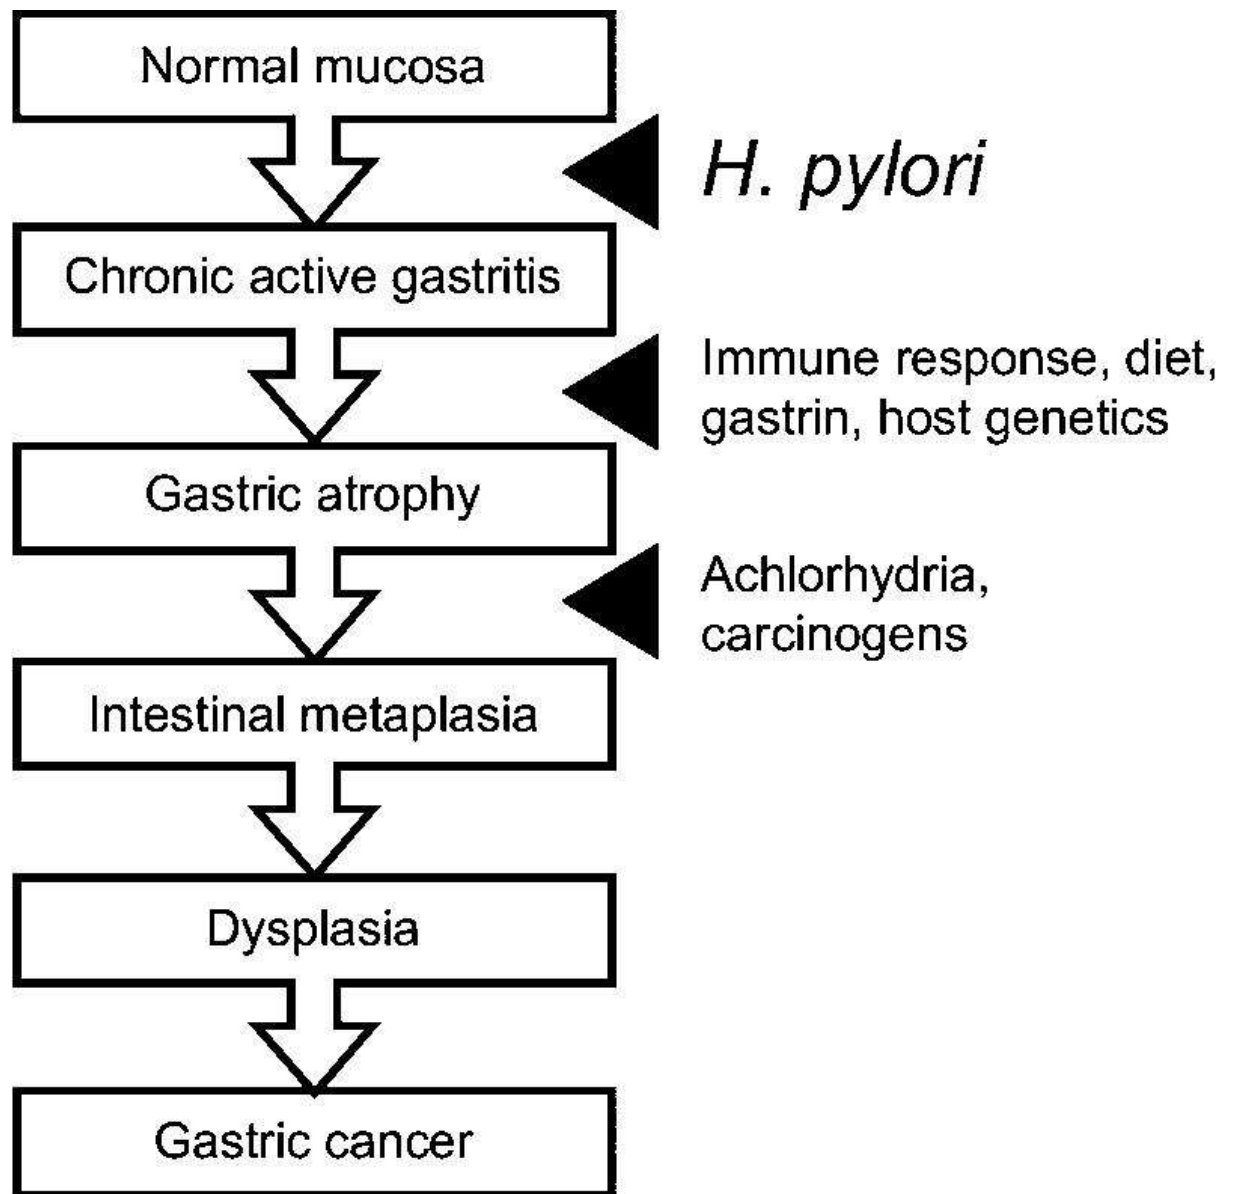 Normal mucosa
H. pylori
Chronic active gastritis
Immune response, diet,
gastrin, host genetics
Gastric atrophy
Achlorhydria,
carcinogens
Intestinal metaplasia
Dysplasia
Gastric cancer